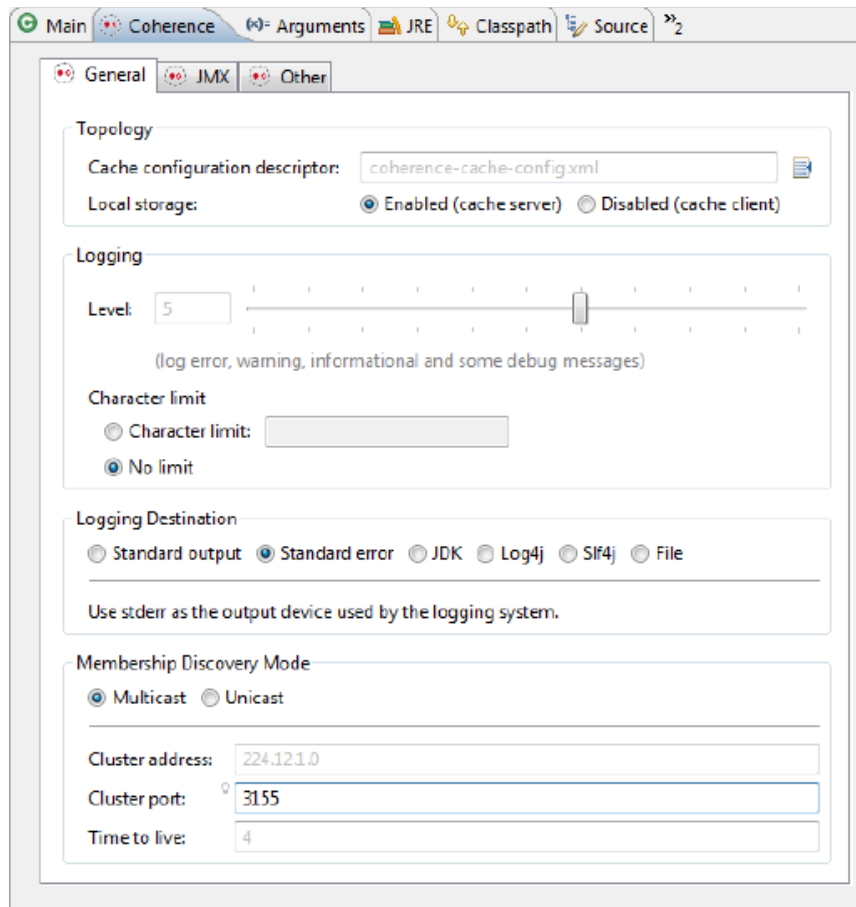 Main Coherence (x)= Arguments JRE Classpath Source »2
General JMX Other
Topology
Cache configuration descriptor: coherence-cache-config.xml
Local storage: Enabled (cache server) Disabled (cache client)
Logging
Level: 5
(log error, warning, informational and some debug messages)
Character limit
Character limit:
No limit
Logging Destination
Standard output Standard error JDK Log4j Slf4j File
Use stderr as the output device used by the logging system.
Membership Discovery Mode
Multicast Unicast
Cluster address: 224.12.1.0
Cluster port: 3155
Time to live: 4